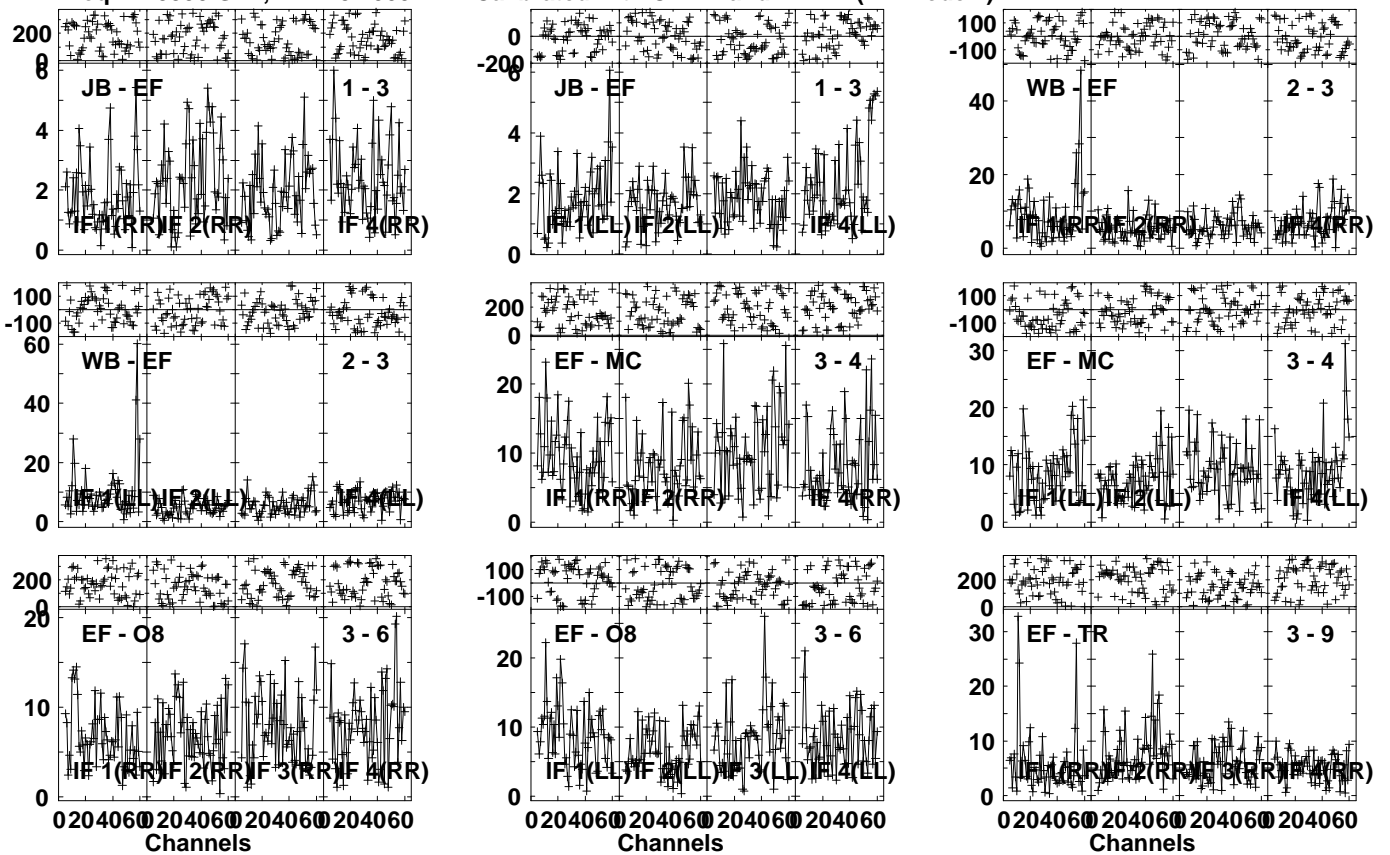 200
0
0
-200
100
0
-100
100
-100
6
4
2
0
JB - EF
1 - 3
IF 1(RR)
IF 2(RR)
IF 4(RR)
6
4
2
0
JB - EF
1 - 3
IF 1(LL)
IF 2(LL)
IF 4(LL)
40
20
0
WB - EF
2 - 3
IF 1(RR)
IF 2(RR)
IF 4(RR)
100
-100
60
40
20
0
WB - EF
2 - 3
IF 1(LL)
IF 2(LL)
IF 4(LL)
200
0
20
10
0
EF - MC
3 - 4
IF 1(RR)
IF 2(RR)
IF 4(RR)
100
-100
30
20
10
0
EF - MC
3 - 4
IF 1(LL)
IF 2(LL)
IF 4(LL)
200
0
20
10
0
EF - O8
3 - 6
IF 1(RR)
IF 2(RR)
IF 3(RR)
IF 4(RR)
0 20 40 60 0 20 40 60 0 20 40 60 0 20 40 60
Channels
100
-100
20
10
0
EF - O8
3 - 6
IF 1(LL)
IF 2(LL)
IF 3(LL)
IF 4(LL)
0 20 40 60 0 20 40 60 0 20 40 60 0 20 40 60
Channels
200
0
30
20
10
0
EF - TR
3 - 9
IF 1(RR)
IF 2(RR)
IF 3(RR)
IF 4(RR)
0 20 40 60 0 20 40 60 0 20 40 60 0 20 40 60
Channels